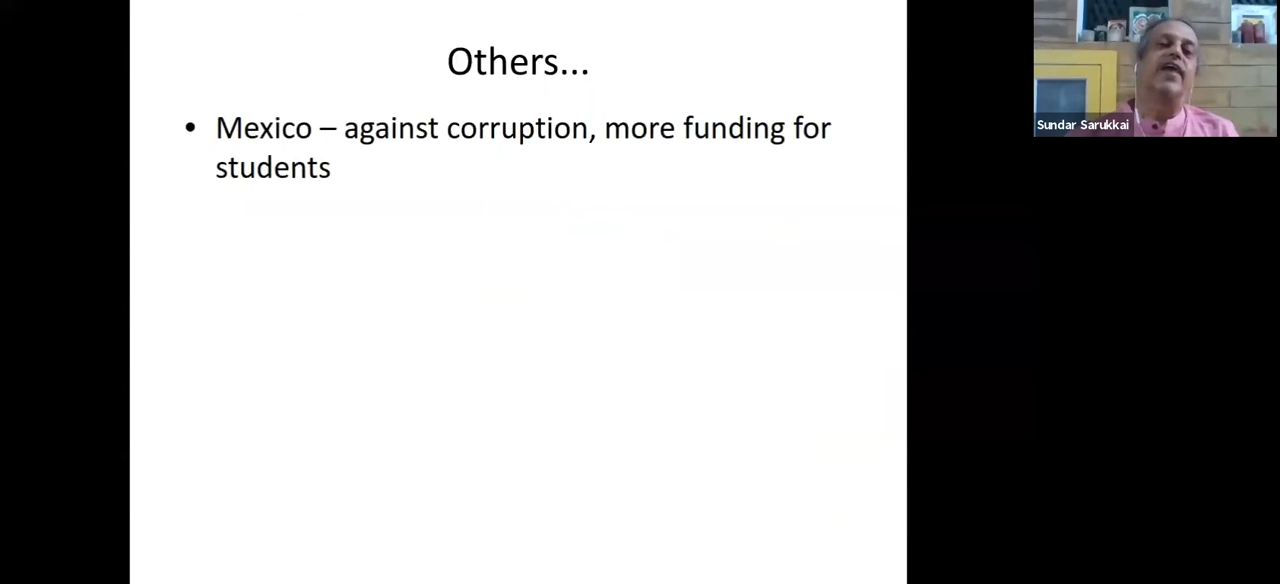 Others...
• Mexico – against corruption, more funding for
students
Sundar Sarukkai